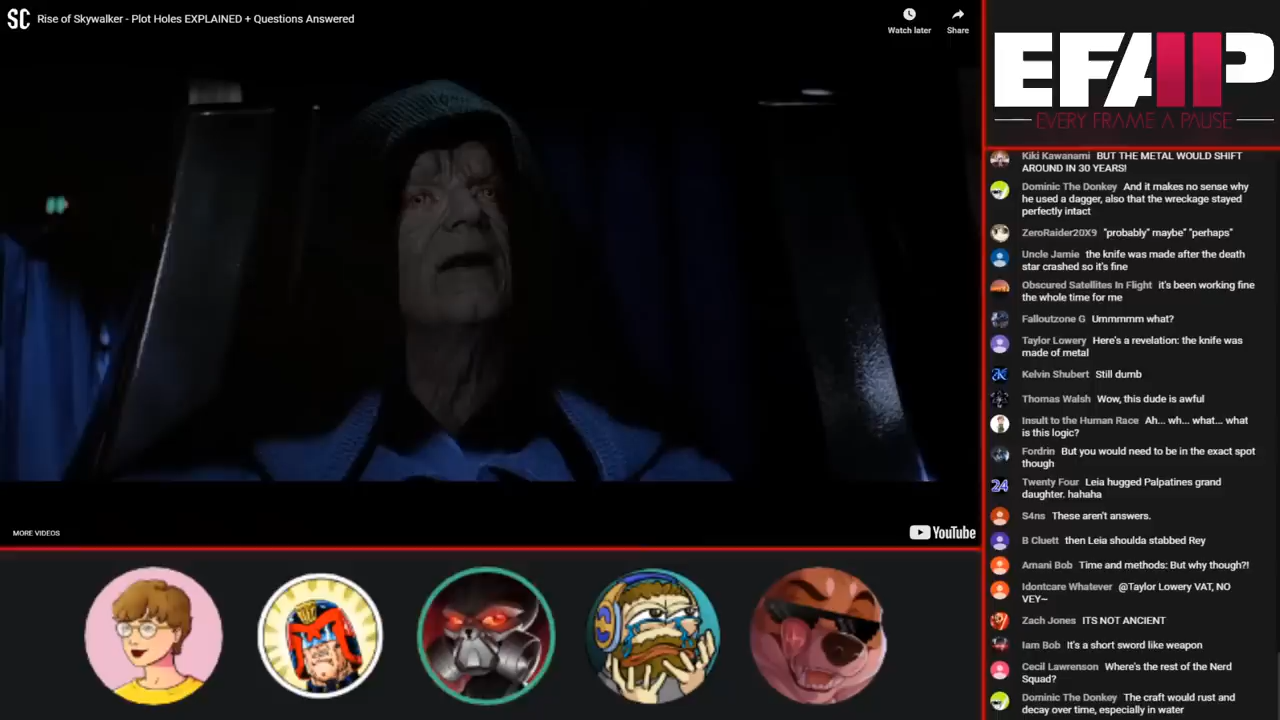 SC Rise of Skywalker - Plot Holes EXPLAINED + Questions Answered
Watch later
Share
MORE VIDEOS
YouTube
EFAP
EVERY FRAME A PAUSE
Kiki Kawanami BUT THE METAL WOULD SHIFT
AROUND IN 30 YEARS!
Dominic The Donkey And it makes no sense why
he used a dagger, also that the wreckage stayed
perfectly intact
ZeroRaider20X9 "probably" maybe" "perhaps"
Uncle Jamie the knife was made after the death
star crashed so it's fine
Obscured Satellites In Flight it's been working fine
the whole time for me
Falloutzone G Ummmmm what?
Taylor Lowery Here's a revelation: the knife was
made of metal
Kelvin Shubert Still dumb
Thomas Walsh Wow, this dude is awful
Insult to the Human Race Ah... wh... what... what
is this logic?
Fordrin But you would need to be in the exact spot
though
24
Twenty Four Leia hugged Palpatines grand
daughter. hahaha
S4ns These aren't answers.
B Cluett then Leia shoulda stabbed Rey
Amani Bob Time and methods: But why though?!
Idontcare Whatever @Taylor Lowery VAT, NO
VEY~
Zach Jones ITS NOT ANCIENT
Iam Bob It's a short sword like weapon
Cecil Lawrenson Where's the rest of the Nerd
Squad?
Dominic The Donkey The craft would rust and
decay over time, especially in water